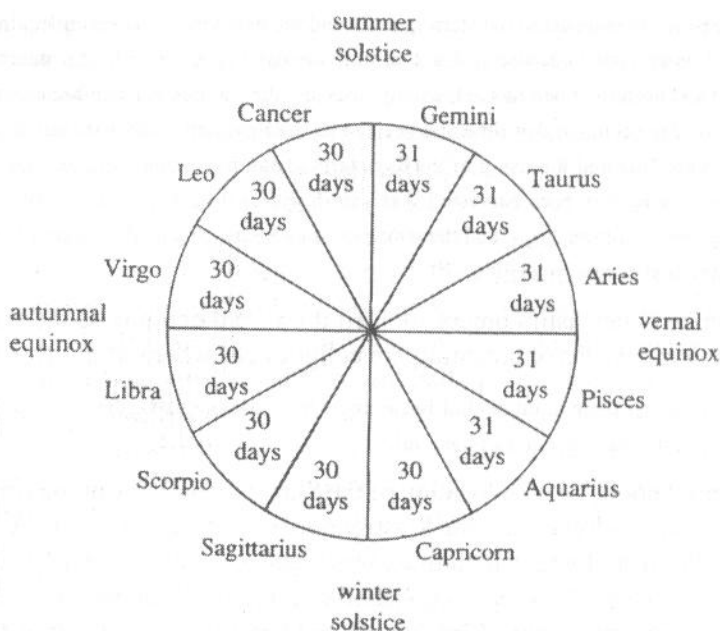 summer
solstice
Cancer
Gemini
30
days
31
days
Leo
Taurus
30
days
31
days
Virgo
Aries
30
days
31
days
autumnal
equinox
vernal
equinox
30
days
31
days
Libra
Pisces
30
days
31
days
Scorpio
Aquarius
30
days
30
days
Sagittarius
Capricorn
winter
solstice